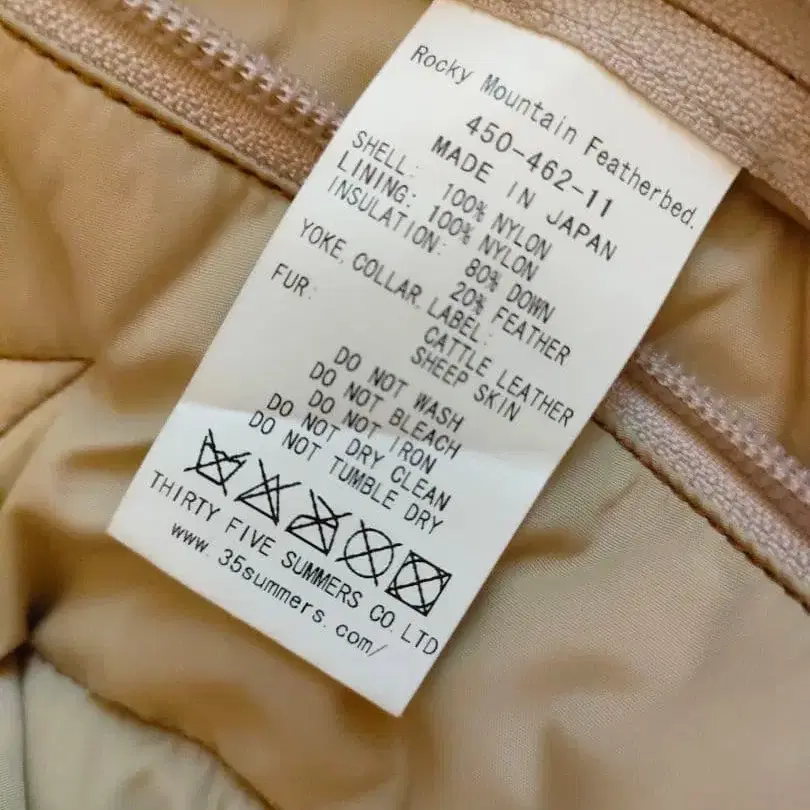 Rocky Mountain Featherbed.
450-462-11
MADE IN JAPAN
SHELL: 100% NYLON
LINING: 100% NYLON
INSULATION: 80% DOWN
20% FEATHER
YOKE, COLLAR, LABEL:
CATTLE LEATHER
FUR: SHEEP SKIN
DO NOT WASH
DO NOT BLEACH
DO NOT IRON
DO NOT DRY CLEAN
DO NOT TUMBLE DRY
THIRTY FIVE SUMMERS CO.LTD
www.35summers.com/